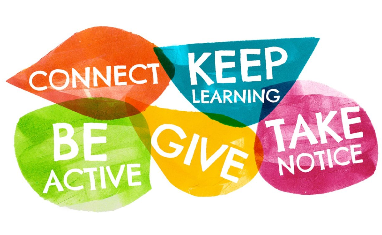 CONNECT
KEEP
LEARNING
BE
ACTIVE
GIVE
TAKE
NOTICE